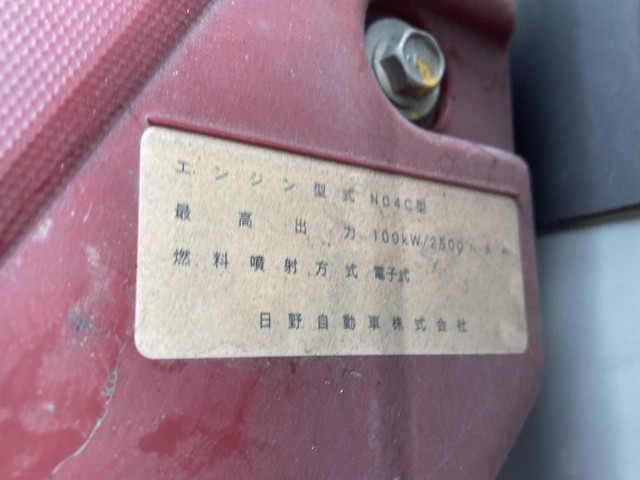 エンジン型式 N04C型
最高出力 100kW/2500
燃料噴射方式 電子式
日野自動車株式会社